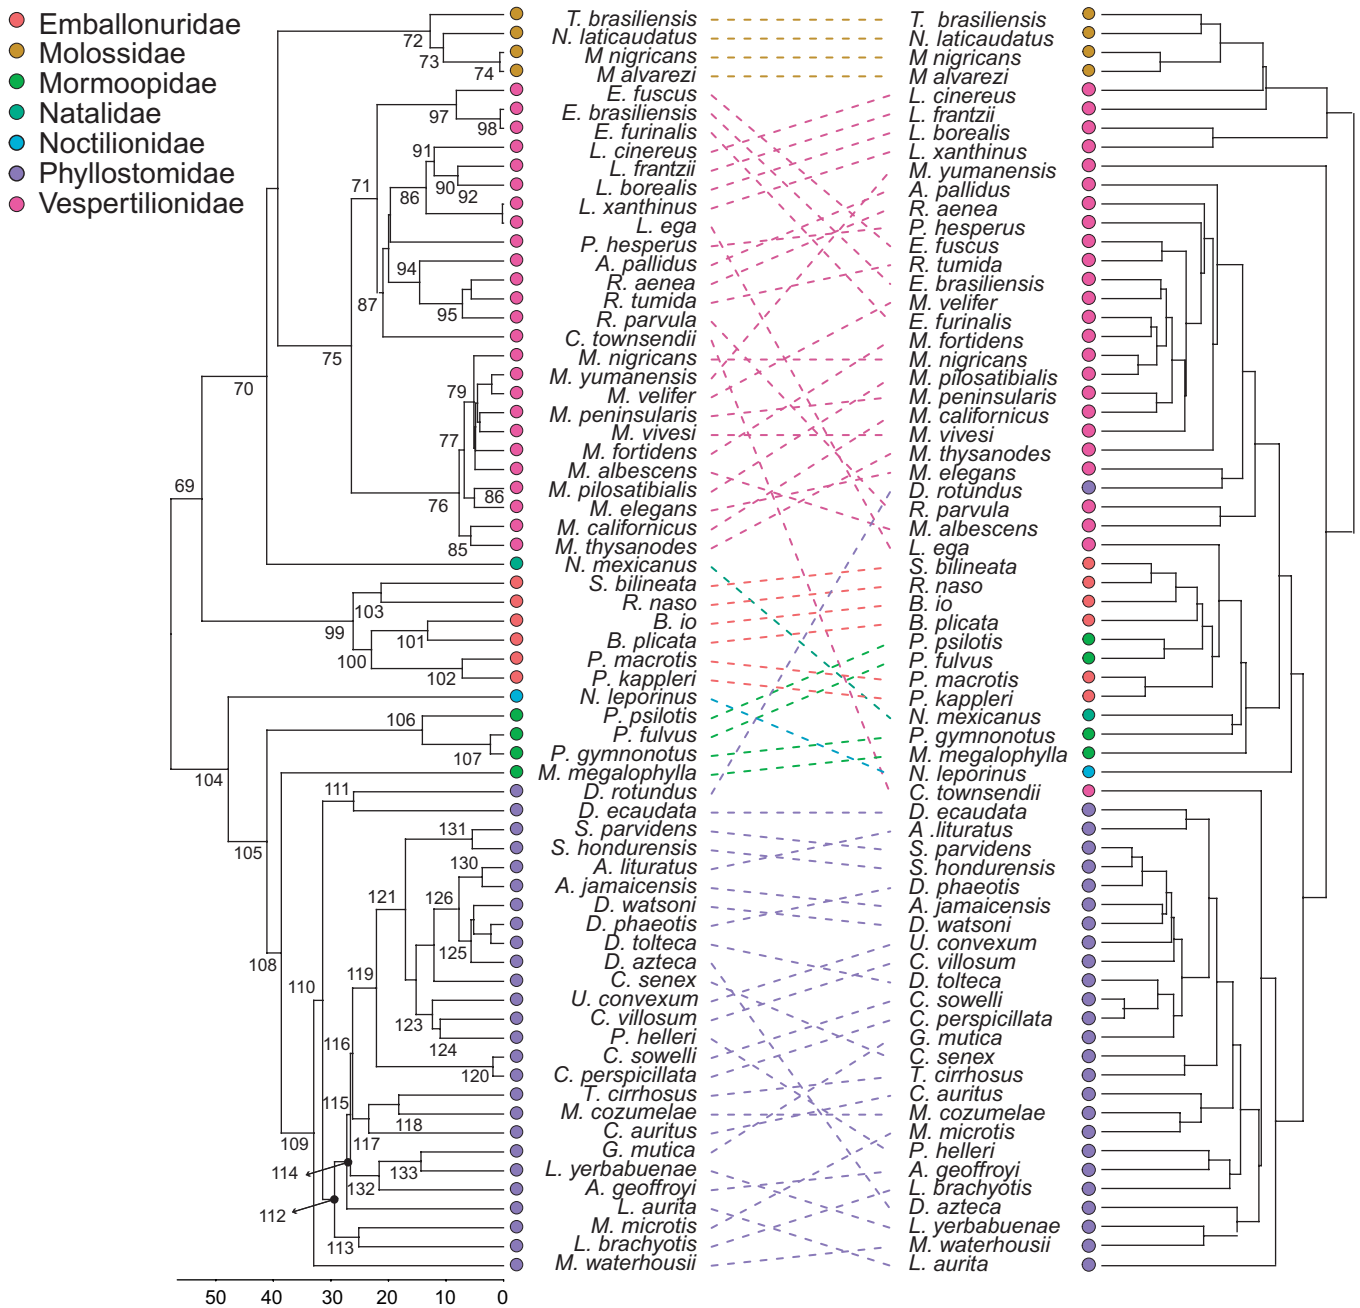 Emballonuridae
Molossidae
Mormoopidae
Natalidae
Noctilionidae
Phyllostomidae
Vespertilionidae
72
73
74
97
98
91
90
92
86
71
94
95
87
75
79
77
76
86
85
70
69
103
99
101
100
102
106
107
104
111
105
131
130
121
126
125
108
119
110
123
124
116
120
115
118
109
117
114
133
132
112
113
50 40 30 20 10 0
T. brasiliensis
N. laticaudatus
M nigricans
M alvarezi
E. fuscus
E. brasiliensis
E. furinalis
L. cinereus
L. frantzii
L. borealis
L. xanthinus
L. ega
P. hesperus
A. pallidus
R. aenea
R. tumida
R. parvula
C. townsendii
M. nigricans
M. yumanensis
M. velifer
M. peninsularis
M. vivesi
M. fortidens
M. albescens
M. pilosatibialis
M. elegans
M. californicus
M. thysanodes
N. mexicanus
S. bilineata
R. naso
B. io
B. plicata
P. macrotis
P. kappleri
N. leporinus
P. psilotis
P. fulvus
P. gymnonotus
M. megalophylla
D. rotundus
D. ecaudata
S. parvidens
S. hondurensis
A. lituratus
A. jamaicensis
D. watsoni
D. phaeotis
D. tolteca
D. azteca
C. senex
U. convexum
C. villosum
P. helleri
C. sowelli
C. perspicillata
T. cirrhosus
M. cozumelae
C. auritus
G. mutica
L. yerbabuenae
A. geoffroyi
L. aurita
M. microtis
L. brachyotis
M. waterhousii
T. brasiliensis
N. laticaudatus
M nigricans
M alvarezi
L. cinereus
L. frantzii
L. borealis
L. xanthinus
M. yumanensis
A. pallidus
R. aenea
P. hesperus
E. fuscus
R. tumida
E. brasiliensis
M. velifer
E. furinalis
M. fortidens
M. nigricans
M. pilosatibialis
M. peninsularis
M. californicus
M. vivesi
M. thysanodes
M. elegans
D. rotundus
R. parvula
M. albescens
L. ega
S. bilineata
R. naso
B. io
B. plicata
P. psilotis
P. fulvus
P. macrotis
P. kappleri
N. mexicanus
P. gymnonotus
M. megalophylla
N. leporinus
C. townsendii
D. ecaudata
A .lituratus
S. parvidens
S. hondurensis
D. phaeotis
A. jamaicensis
D. watsoni
U. convexum
C. villosum
D. tolteca
C. sowelli
C. perspicillata
G. mutica
C. senex
T. cirrhosus
C. auritus
M. cozumelae
M. microtis
P. helleri
A. geoffroyi
L. brachyotis
D. azteca
L. yerbabuenae
M. waterhousii
L. aurita